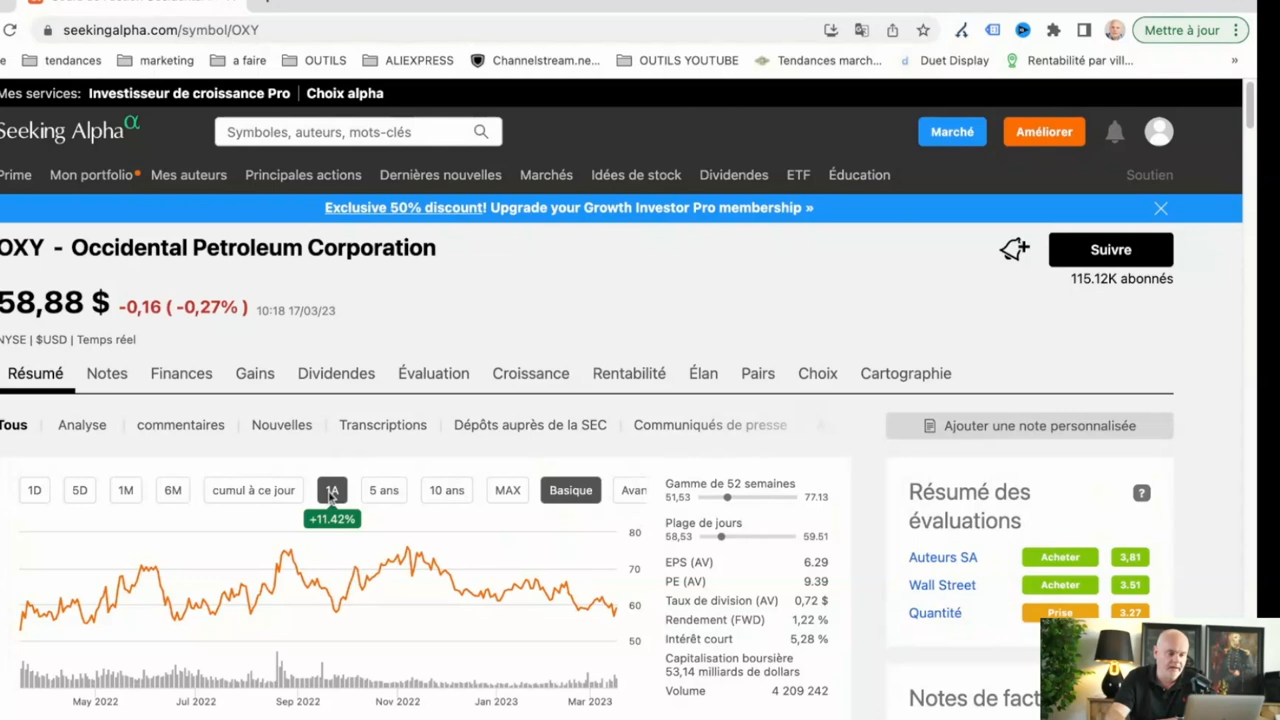 seekingalpha.com/symbol/OXY
Mettre à jour
e tendances marketing a faire OUTILS ALIEXPRESS Channelstream.ne... OUTILS YOUTUBE Tendances march... Duet Display Rentabilité par vill... »
Mes services: Investisseur de croissance Pro | Choix alpha
Seeking Alpha α
Symboles, auteurs, mots-clés
Marché
Améliorer
Prime Mon portfolio Mes auteurs Principales actions Dernières nouvelles Marchés Idées de stock Dividendes ETF Éducation Soutien
Exclusive 50% discount! Upgrade your Growth Investor Pro membership »
OXY - Occidental Petroleum Corporation
Suivre
115.12K abonnés
58,88 $ -0,16 ( -0,27% ) 10:18 17/03/23
NYSE | $USD | Temps réel
Résumé Notes Finances Gains Dividendes Évaluation Croissance Rentabilité Élan Pairs Choix Cartographie
Tous Analyse commentaires Nouvelles Transcriptions Dépôts auprès de la SEC Communiqués de presse
Ajouter une note personnalisée
1D 5D 1M 6M cumul à ce jour 1A 5 ans 10 ans MAX Basique Avan
+11.42%
80
70
60
50
May 2022 Jul 2022 Sep 2022 Nov 2022 Jan 2023 Mar 2023
Gamme de 52 semaines
51,53 77.13
Plage de jours
58,53 59.51
EPS (AV) 6.29
PE (AV) 9.39
Taux de division (AV) 0,72 $
Rendement (FWD) 1,22 %
Intérêt court 5,28 %
Capitalisation boursière
53,14 milliards de dollars
Volume 4 209 242
Résumé des
évaluations
?
Auteurs SA Acheter 3,81
Wall Street Acheter 3.51
Quantité Prise 3.27
Notes de fact